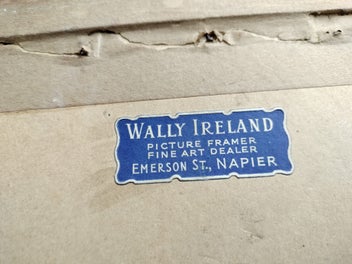 WALLY IRELAND
PICTURE FRAMER
FINE ART DEALER
EMERSON ST., NAPIER